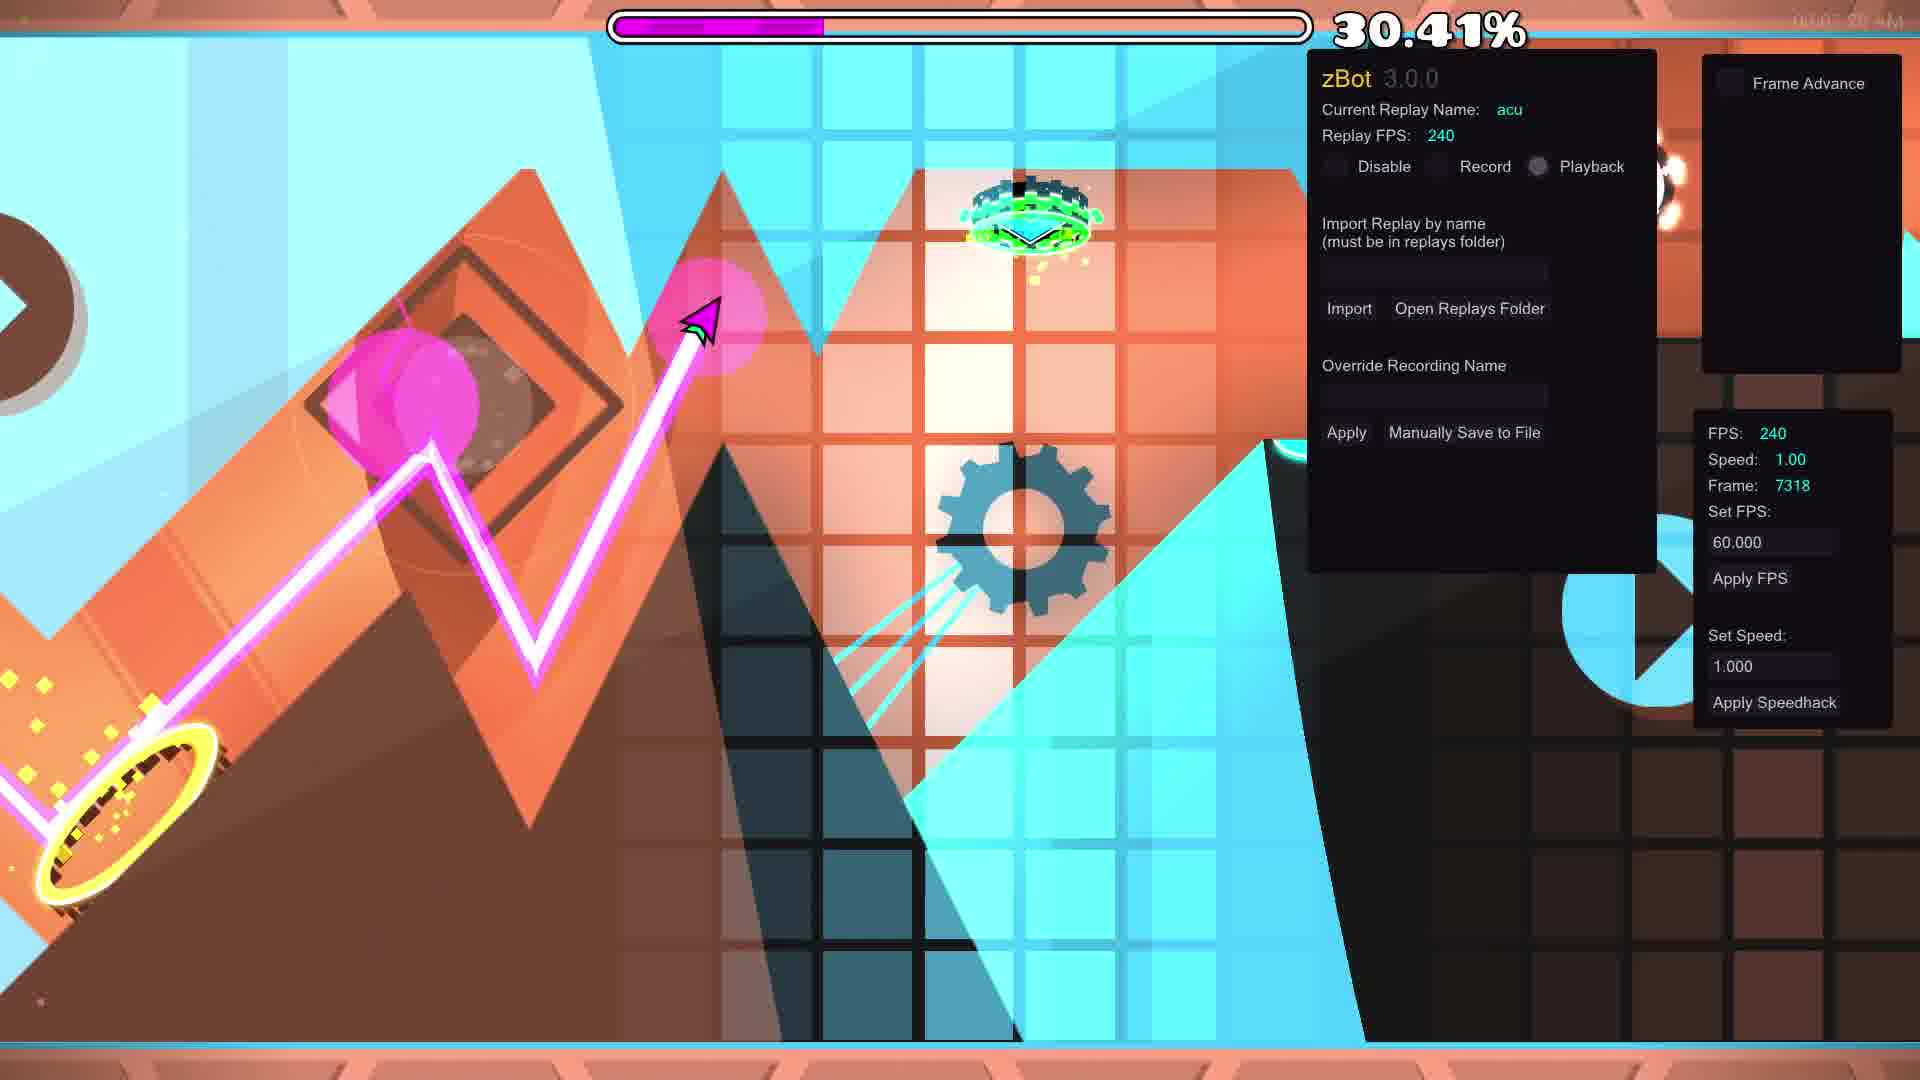 30.41%
zBot 3.0.0
Current Replay Name: acu
Replay FPS: 240
Disable Record Playback
Import Replay by name
(must be in replays folder)
Import Open Replays Folder
Override Recording Name
Apply Manually Save to File
Frame Advance
FPS: 240
Speed: 1.00
Frame: 7318
Set FPS:
60.000
Apply FPS
Set Speed:
1.000
Apply Speedhack